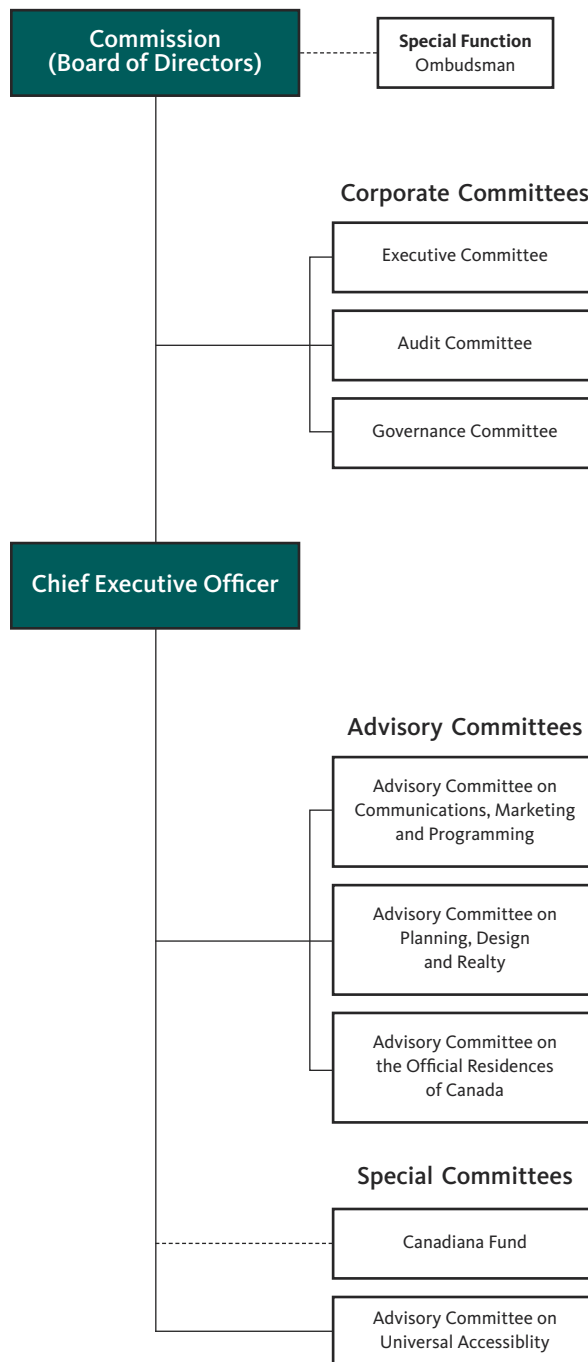 Commission
(Board of Directors)
Special Function
Ombudsman
Corporate Committees
Executive Committee
Audit Committee
Governance Committee
Chief Executive Officer
Advisory Committees
Advisory Committee on
Communications, Marketing
and Programming
Advisory Committee on
Planning, Design
and Realty
Advisory Committee on
the Official Residences
of Canada
Special Committees
Canadiana Fund
Advisory Committee on
Universal Accessiblity